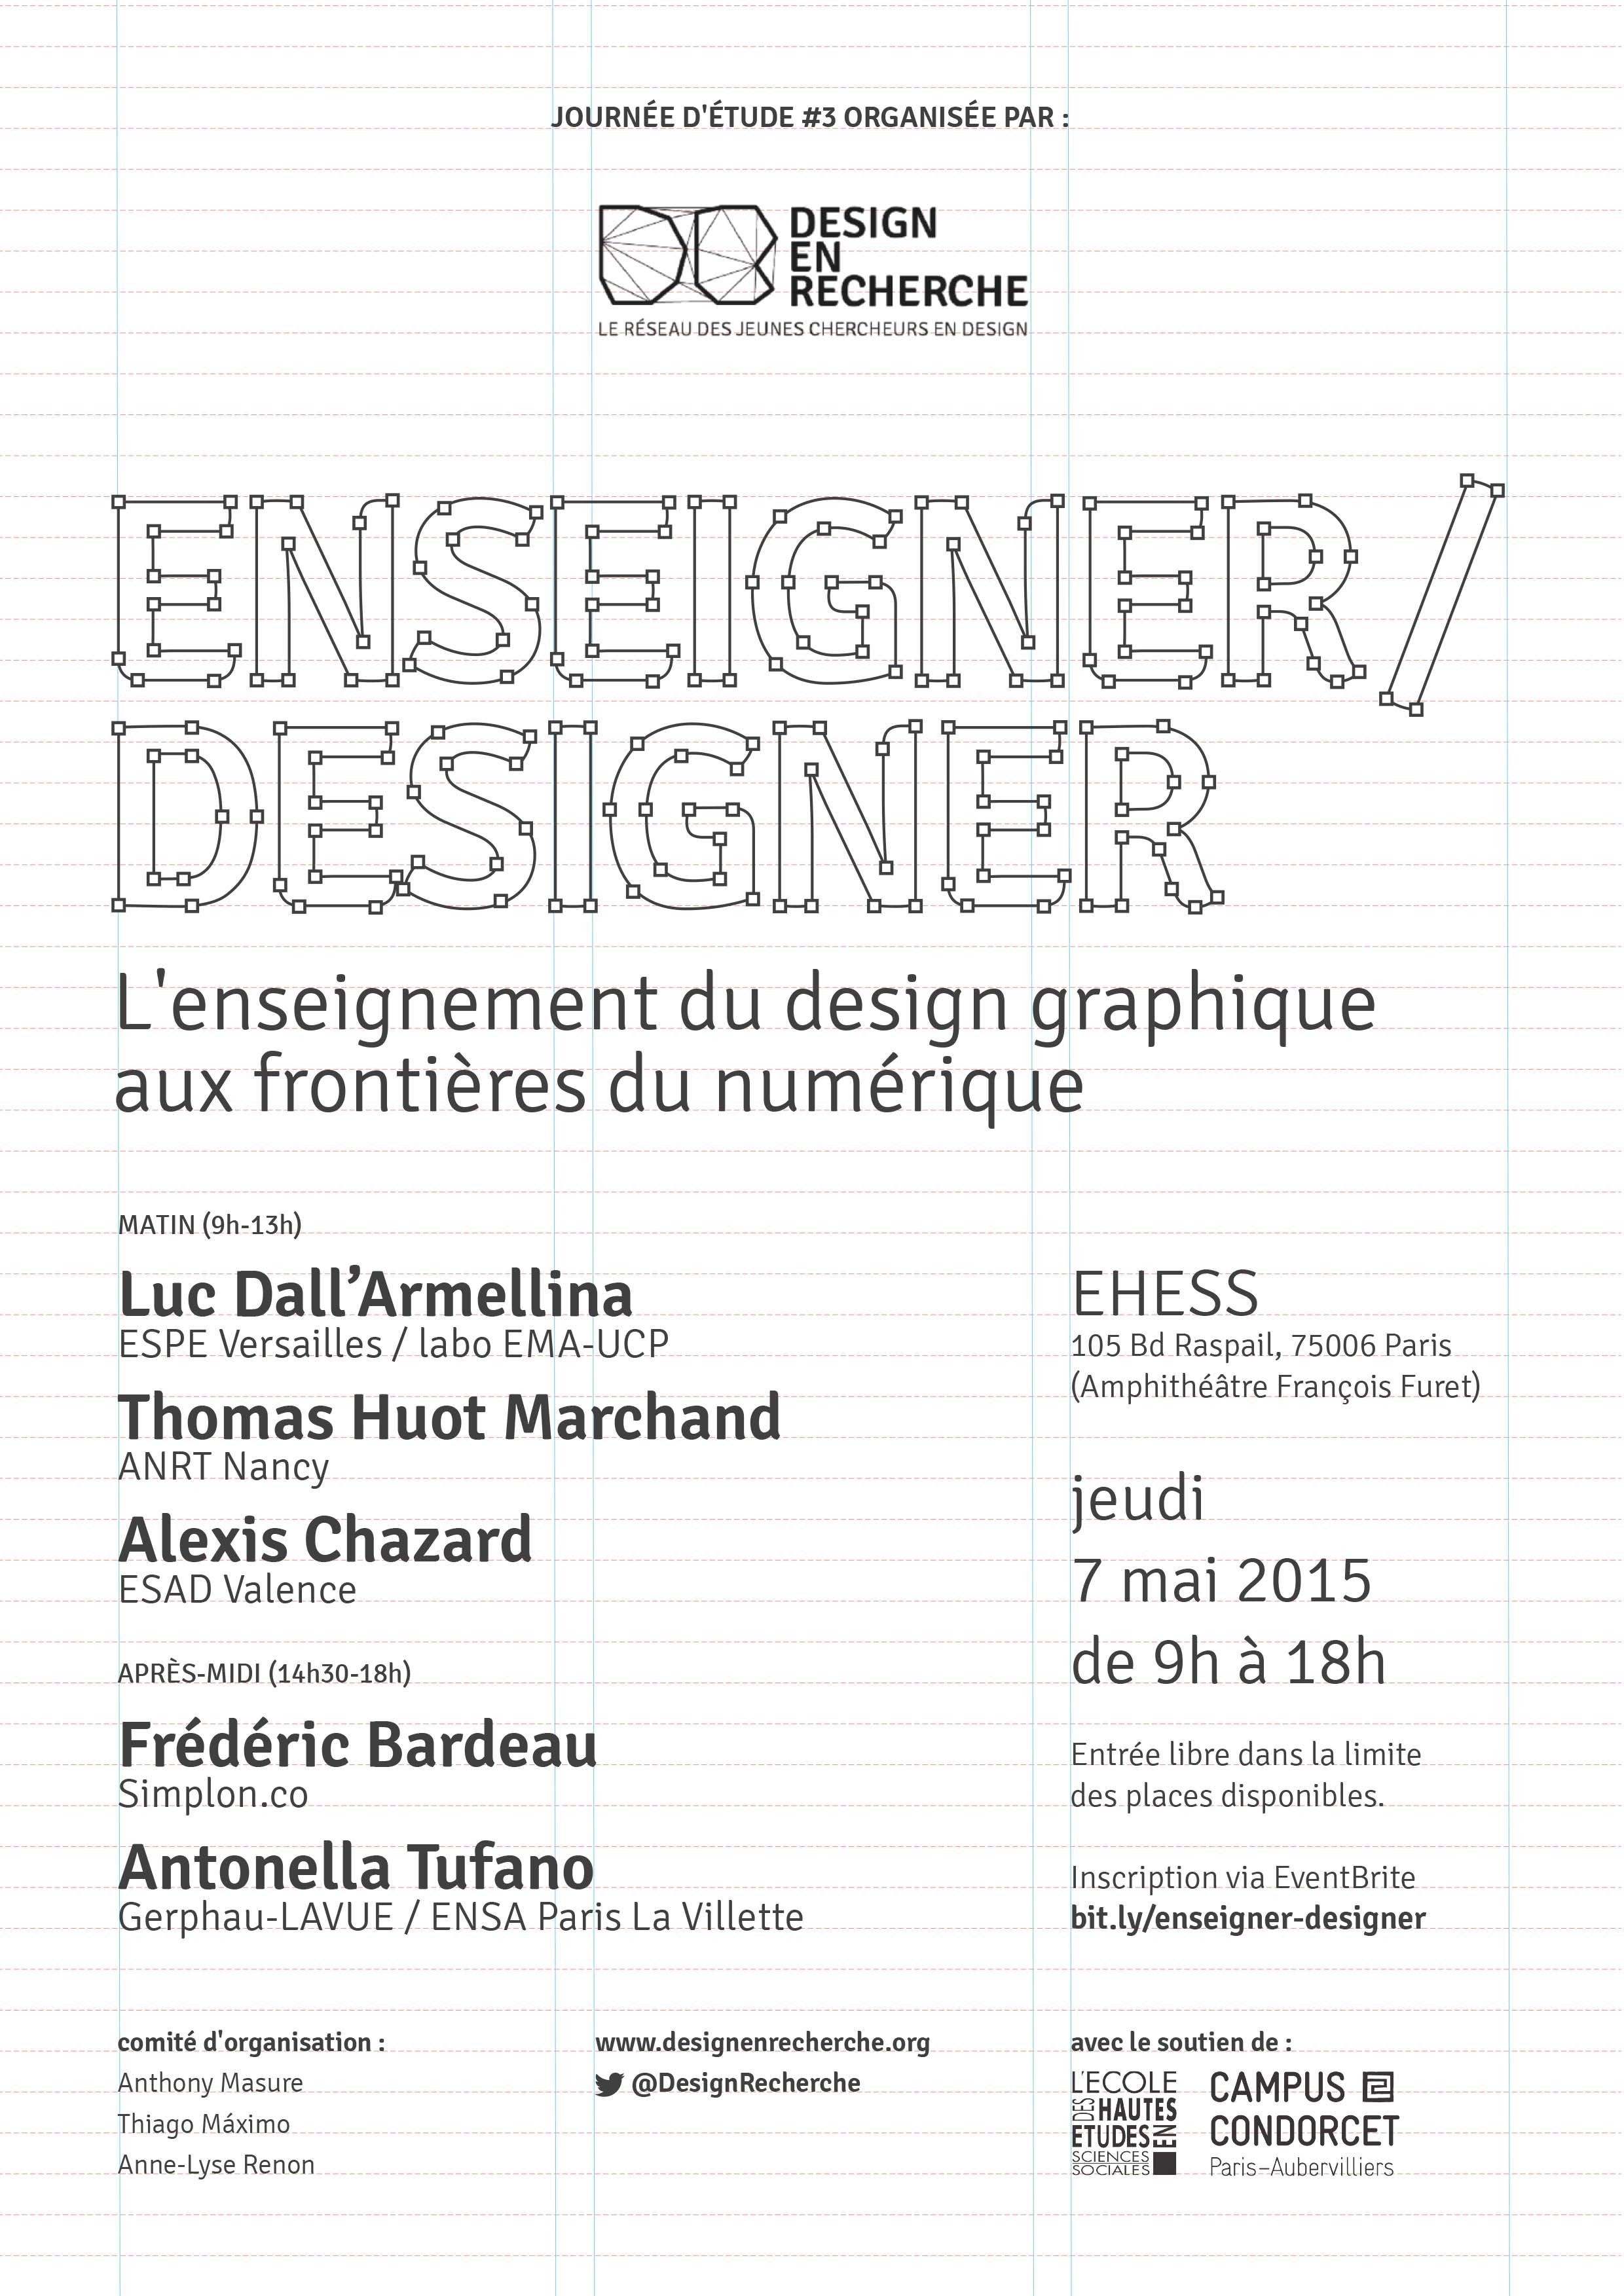 JOURNÉE D'ÉTUDE #3 ORGANISÉE PAR :
DESIGN
EN
RECHERCHE
LE RÉSEAU DES JEUNES CHERCHEURS EN DESIGN
ENSEIGNER/
DESIGNER
L'enseignement du design graphique
aux frontières du numérique
MATIN (9h-13h)
Luc Dall’Armellina
ESPE Versailles / labo EMA-UCP
Thomas Huot Marchand
ANRT Nancy
Alexis Chazard
ESAD Valence
APRÈS-MIDI (14h30-18h)
Frédéric Bardeau
Simplon.co
Antonella Tufano
Gerphau-LAVUE / ENSA Paris La Villette
EHESS
105 Bd Raspail, 75006 Paris
(Amphithéâtre François Furet)
jeudi
7 mai 2015
de 9h à 18h
Entrée libre dans la limite
des places disponibles.
Inscription via EventBrite
bit.ly/enseigner-designer
comité d'organisation :
Anthony Masure
Thiago Máximo
Anne-Lyse Renon
www.designenrecherche.org
@DesignRecherche
avec le soutien de :
L'ECOLE
DES HAUTES
ETUDES EN
SCIENCES
SOCIALES
CAMPUS
CONDORCET
Paris-Aubervilliers